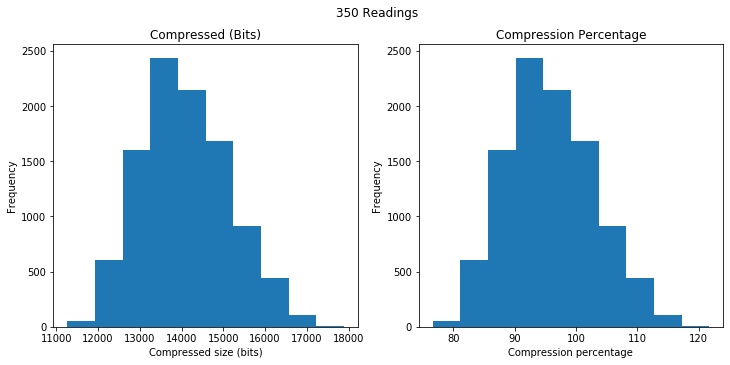 350 Readings
Compressed (Bits)
2500
2000
1500
1000
500
0
Frequency
11000 12000 13000 14000 15000 16000 17000 18000
Compressed size (bits)
Compression Percentage
2500
2000
1500
1000
500
0
Frequency
80 90 100 110 120
Compression percentage